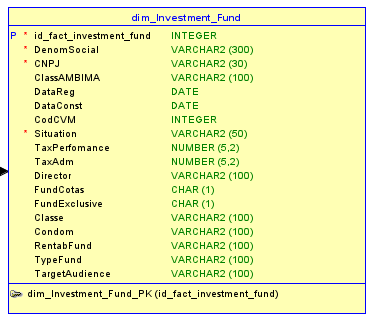 dim_Investment_Fund
P * id_fact_investment_fund INTEGER
* DenomSocial VARCHAR2 (300)
* CNPJ VARCHAR2 (30)
ClassAMBIMA VARCHAR2 (100)
DataReg DATE
DataConst DATE
CodCVM INTEGER
* Situation VARCHAR2 (50)
TaxPerfomance NUMBER (5,2)
TaxAdm NUMBER (5,2)
Director VARCHAR2 (100)
FundCotas CHAR (1)
FundExclusive CHAR (1)
Classe VARCHAR2 (100)
Condom VARCHAR2 (100)
RentabFund VARCHAR2 (100)
TypeFund VARCHAR2 (100)
TargetAudience VARCHAR2 (100)
dim_Investment_Fund_PK (id_fact_investment_fund)